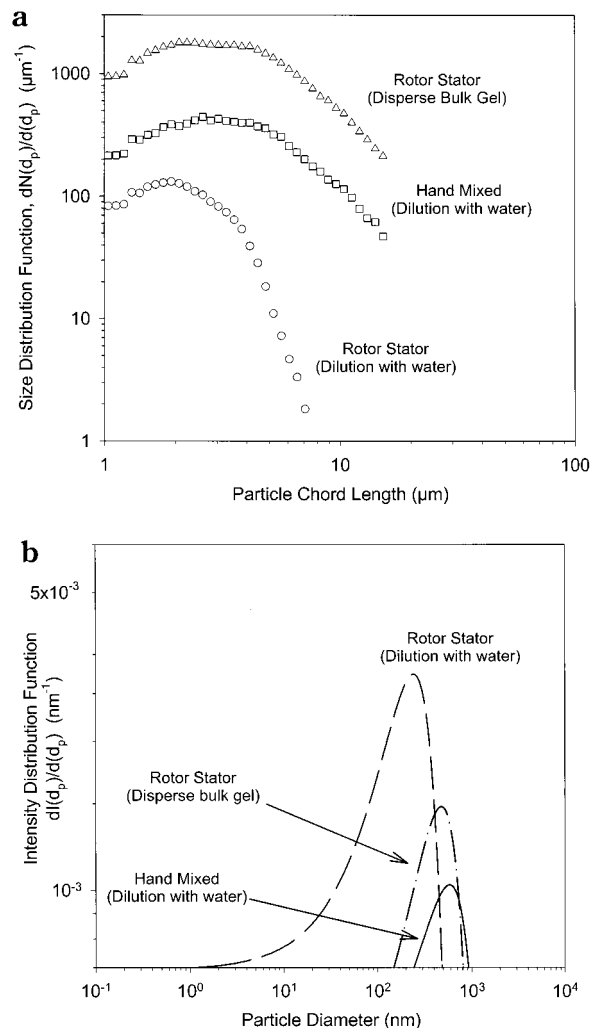 a
Size Distribution Function, dN(dp)/d(dp) (µm-1)
1000
100
10
1
Rotor Stator
(Disperse Bulk Gel)
Hand Mixed
(Dilution with water)
Rotor Stator
(Dilution with water)
1
10
100
Particle Chord Length (µm)
b
Intensity Distribution Function
dI(dp)/d(dp) (nm-1)
5x10-3
10-3
Rotor Stator
(Dilution with water)
Rotor Stator
(Disperse bulk gel)
Hand Mixed
(Dilution with water)
10-1
100
101
102
103
104
Particle Diameter (nm)